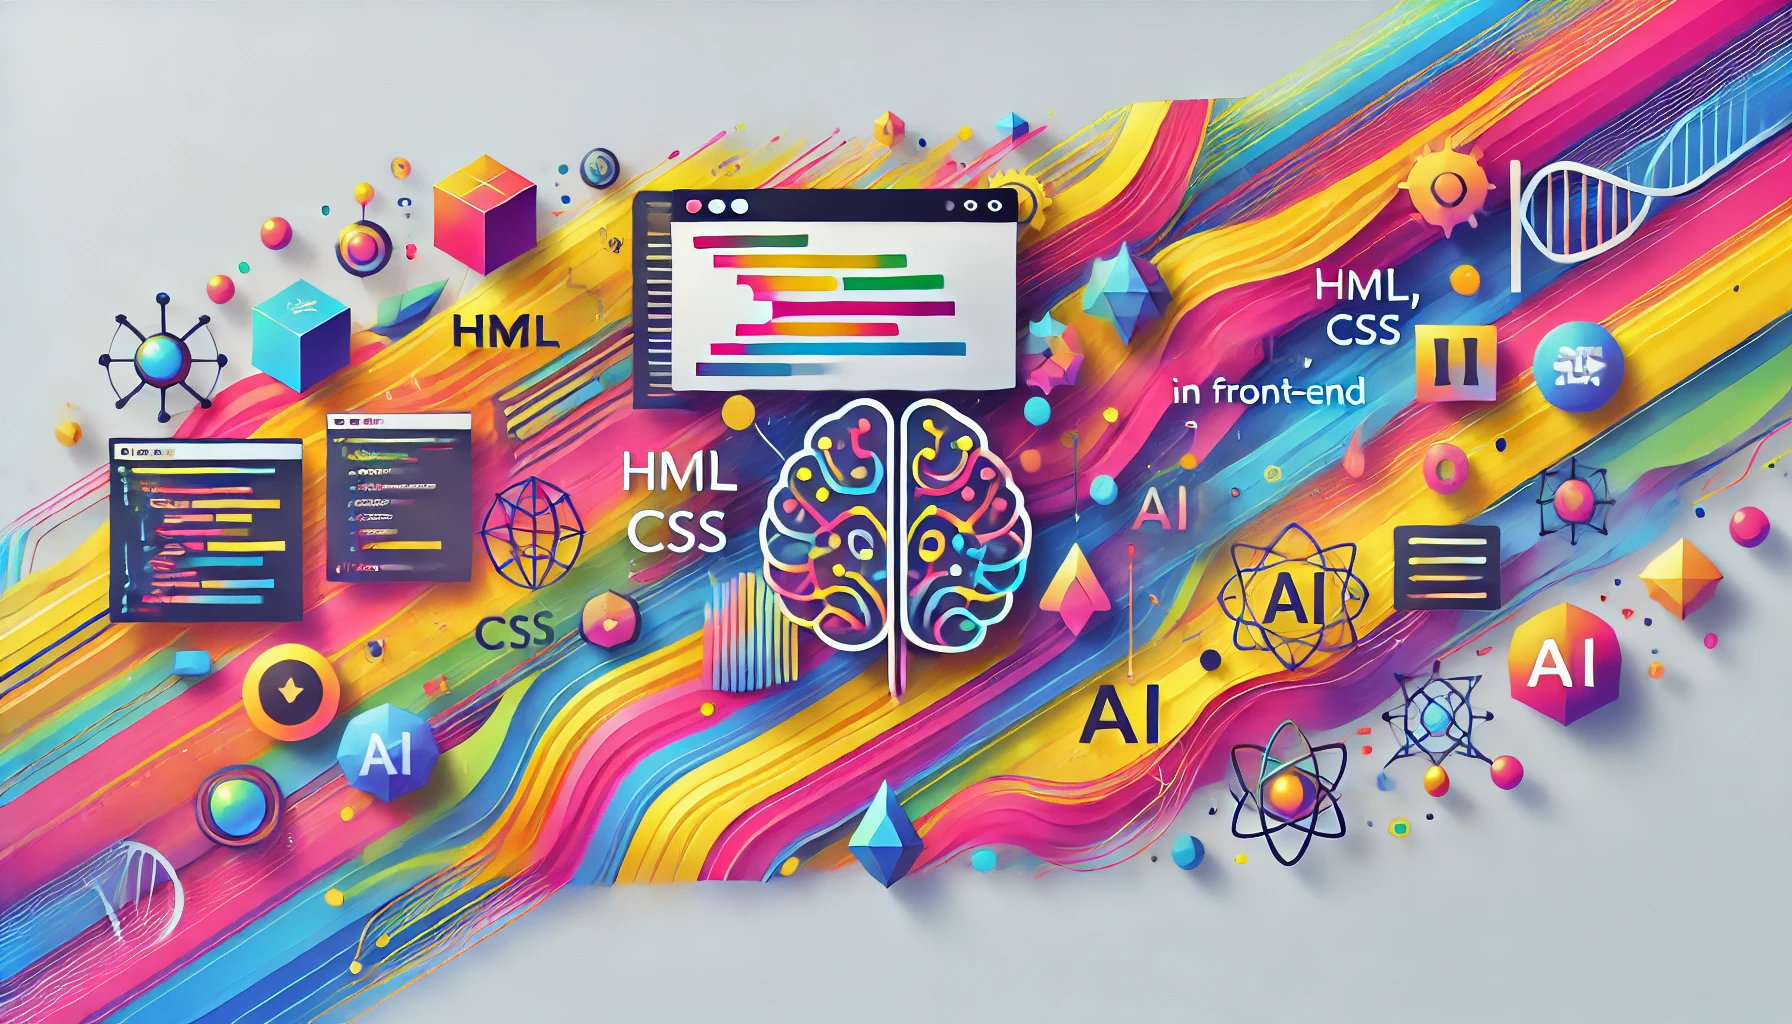 HML
HML,
CSS
in front-end
HML
CSS
AI
AI
CSS
AI
AI
AI